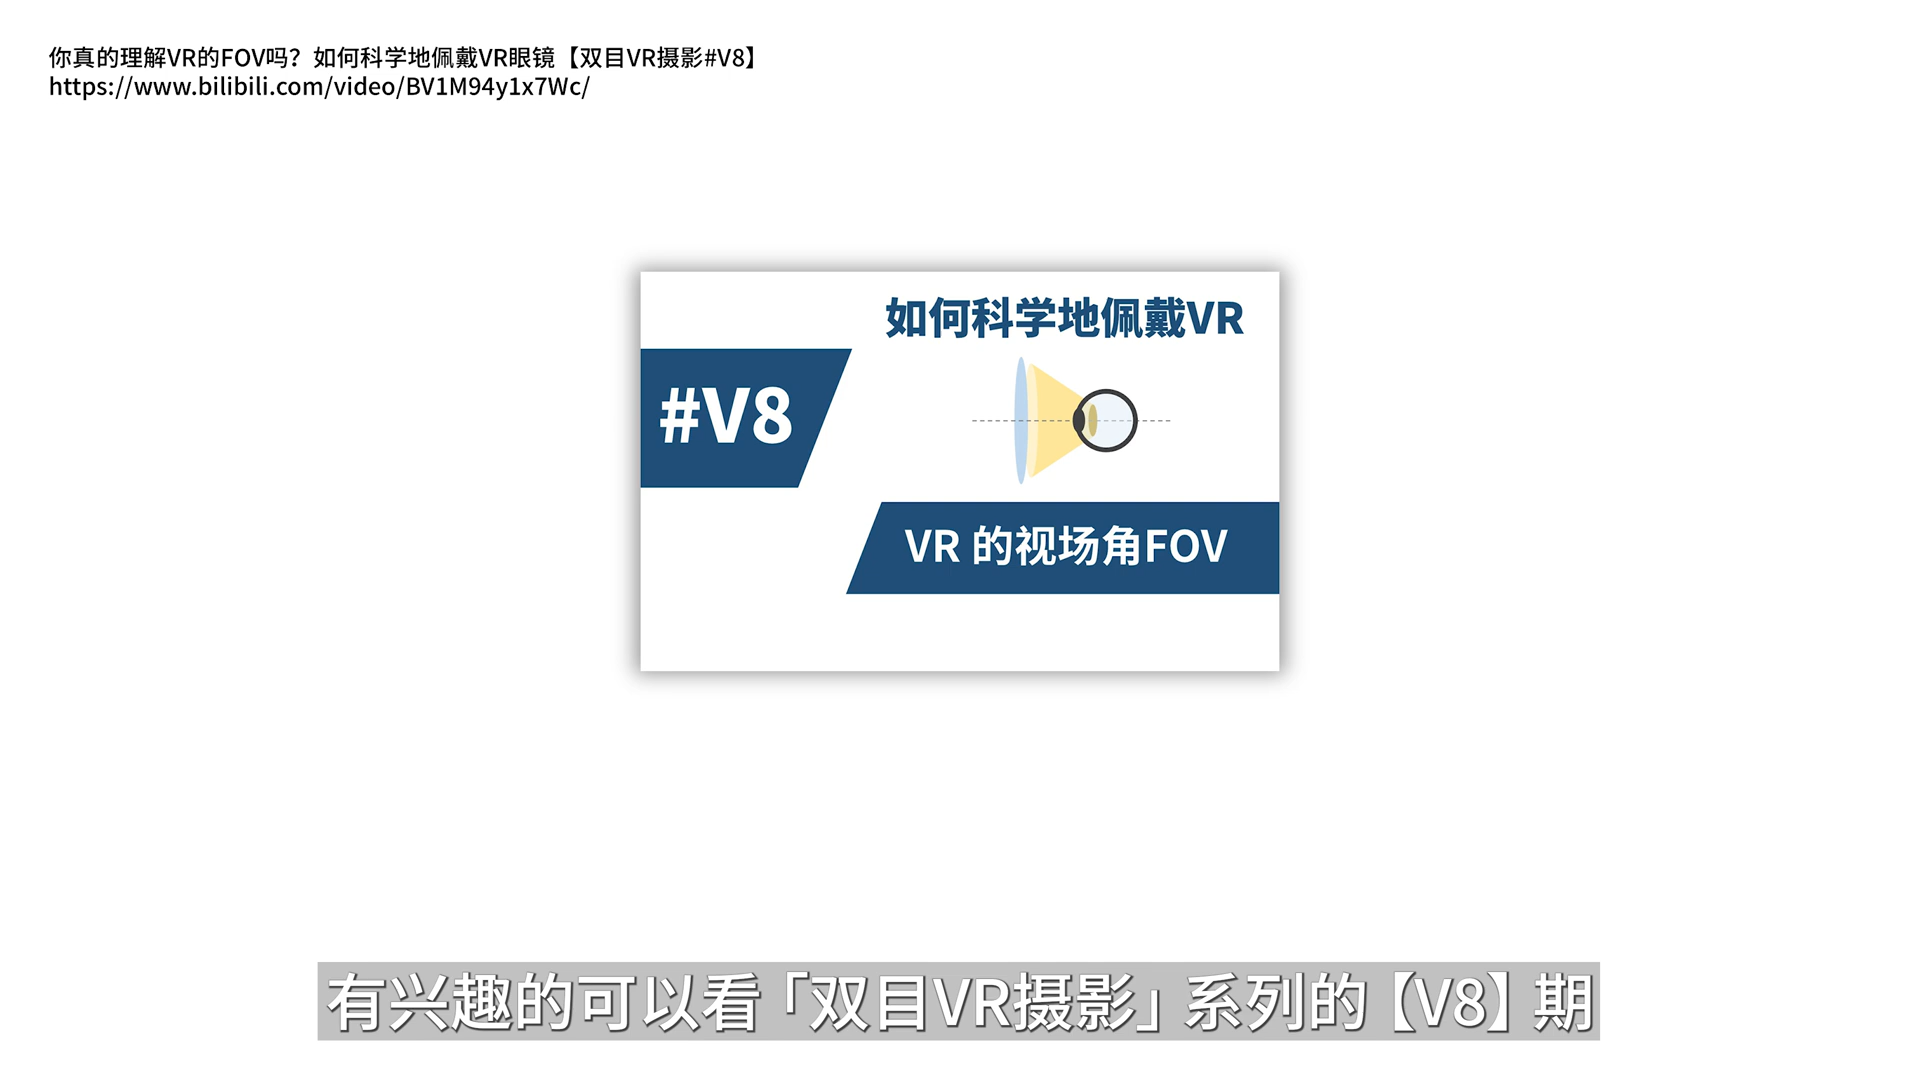 你真的理解VR的FOV吗？如何科学地佩戴VR眼镜【双目VR摄影#V8】
https://www.bilibili.com/video/BV1M94y1x7Wc/
如何科学地佩戴VR
#V8
VR 的视场角FOV
有兴趣的可以看「双目VR摄影」系列的【V8】期